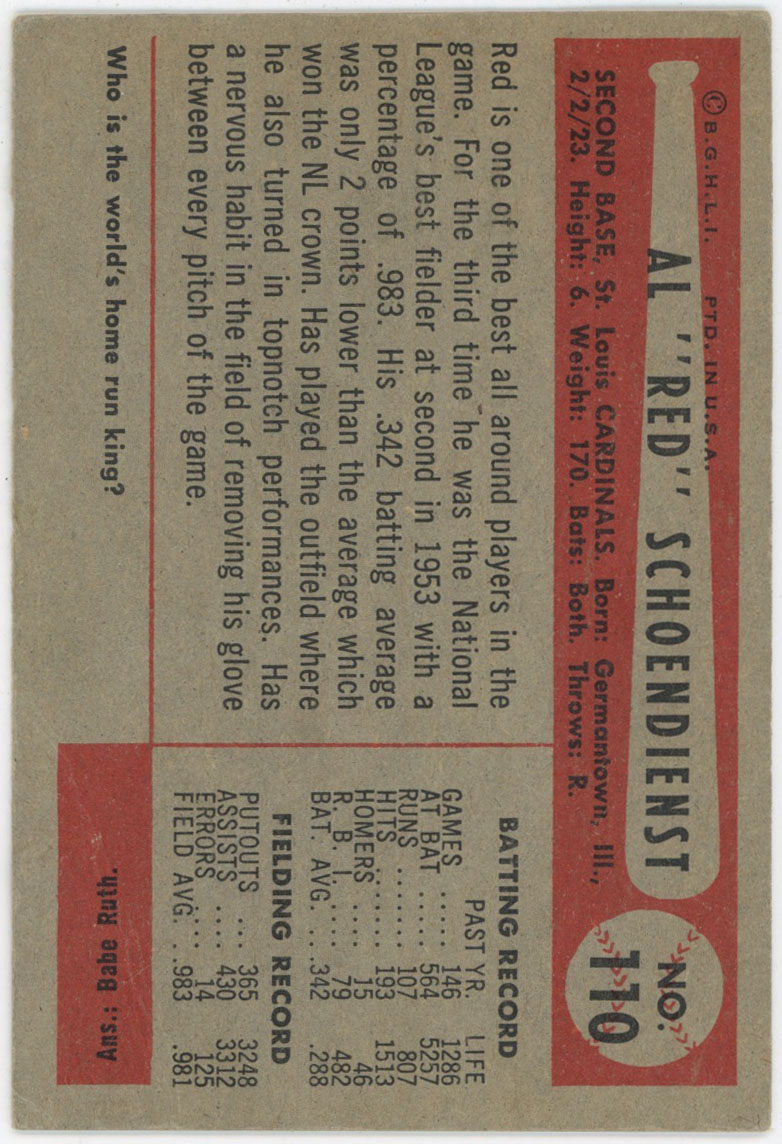 © B.G.H.L.I. PTD. IN U.S.A.
AL "RED" SCHOENDIENST
NO.
110
SECOND BASE, St. Louis CARDINALS. Born: Germantown, Ill.,
2/2/23. Height: 6. Weight: 170. Bats: Both. Throws: R.
Red is one of the best all around players in the
game. For the third time he was the National
League's best fielder at second in 1953 with a
percentage of .983. His .342 batting average
was only 2 points lower than the average which
won the NL crown. Has played the outfield where
he also turned in topnotch performances. Has
a nervous habit in the field of removing his glove
between every pitch of the game.
BATTING RECORD
PAST YR. LIFE
GAMES ..... 146 1286
AT BAT ..... 564 5257
RUNS ...... 107 807
HITS ...... 193 1513
HOMERS .... 15 46
R. B. I. .... 79 482
BAT. AVG. .. .342 .288
FIELDING RECORD
PUTOUTS ... 365 3248
ASSISTS .... 430 3312
ERRORS .... 14 125
FIELD AVG. . .983 .981
Who is the world's home run king?
Ans: Babe Ruth.